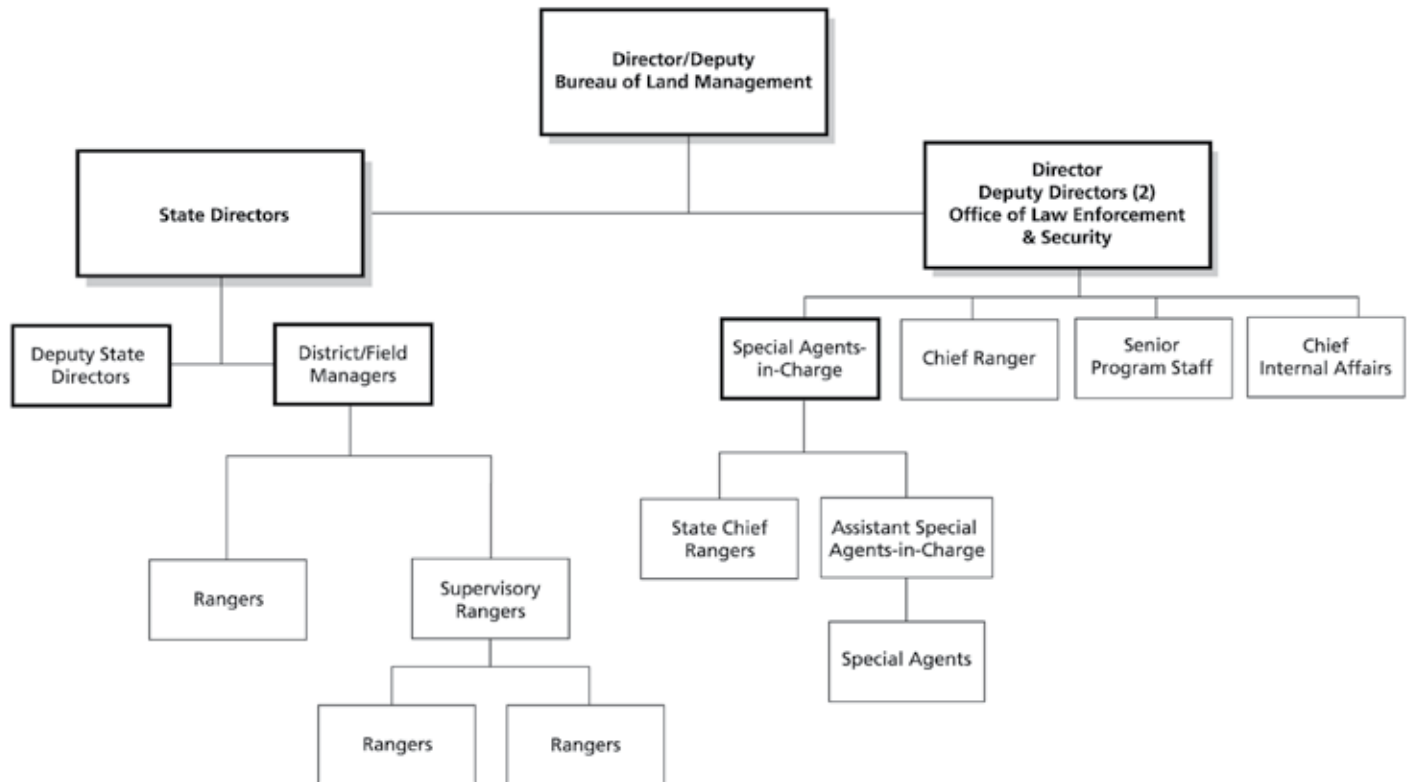 Director/Deputy
Bureau of Land Management
State Directors
Director
Deputy Directors (2)
Office of Law Enforcement
& Security
Deputy State
Directors
District/Field
Managers
Special Agents-
in-Charge
Chief Ranger
Senior
Program Staff
Chief
Internal Affairs
Rangers
Supervisory
Rangers
State Chief
Rangers
Assistant Special
Agents-in-Charge
Special Agents
Rangers
Rangers